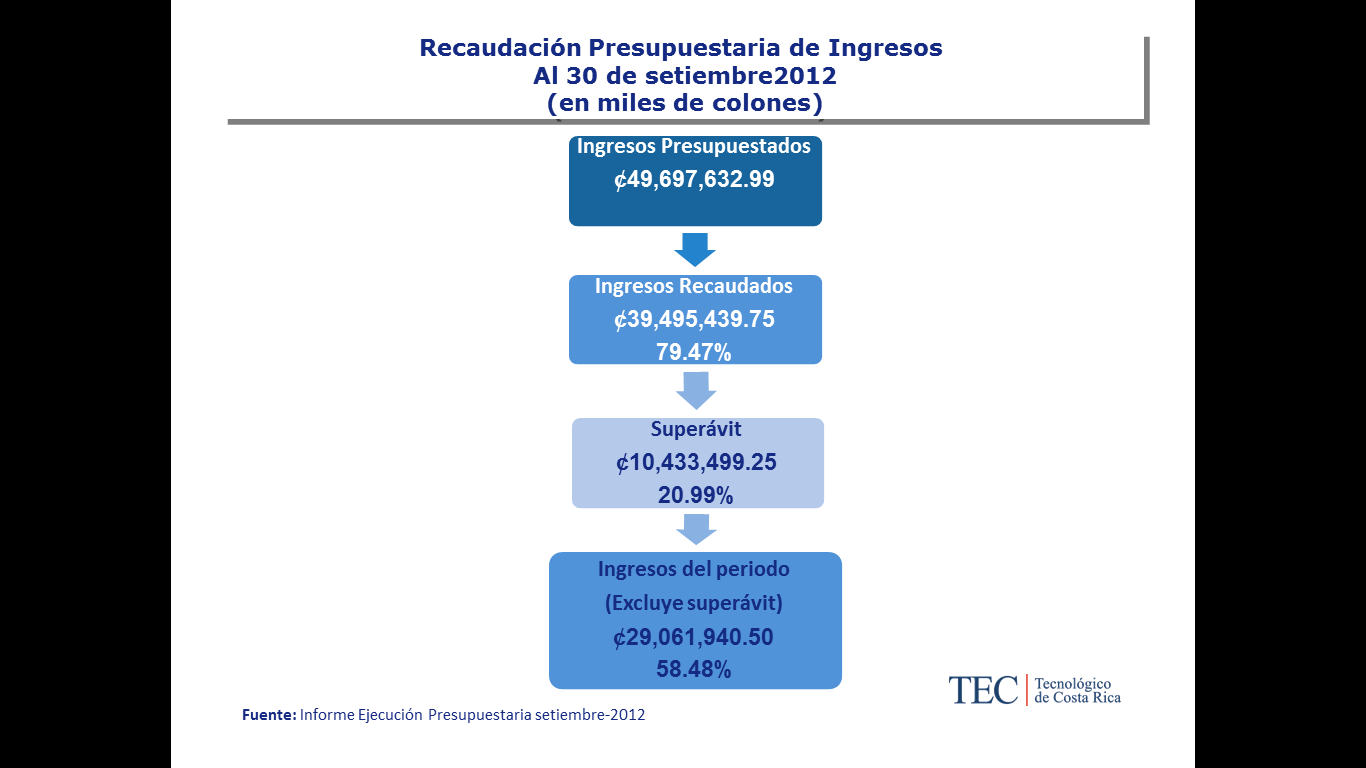 Recaudación Presupuestaria de Ingresos
Al 30 de setiembre2012
(en miles de colones)
Ingresos Presupuestados
₡49,697,632.99
Ingresos Recaudados
₡39,495,439.75
79.47%
Superávit
₡10,433,499.25
20.99%
Ingresos del periodo
(Excluye superávit)
₡29,061,940.50
58.48%
TEC
Tecnológico
de Costa Rica
Fuente: Informe Ejecución Presupuestaria setiembre-2012